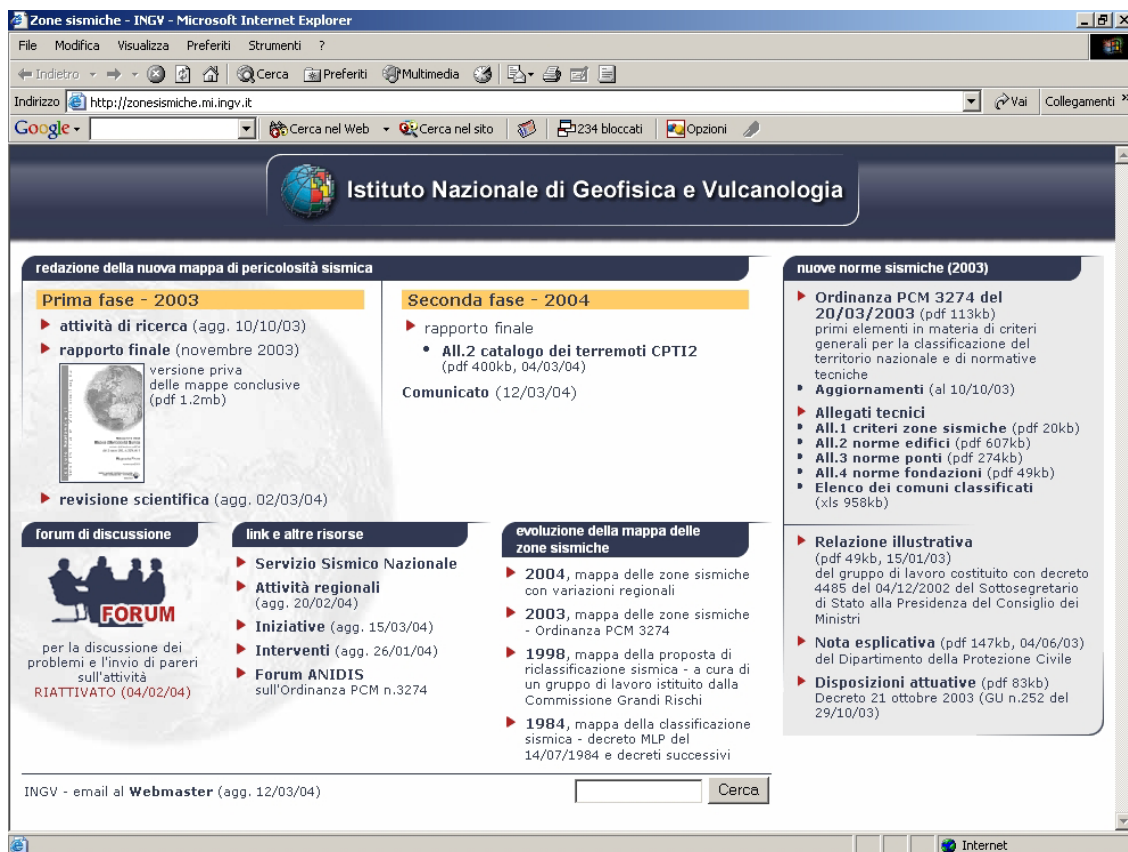 Zone sismiche - INGV - Microsoft Internet Explorer
File Modifica Visualizza Preferiti Strumenti ?
Indietro Cerca Preferiti Multimedia
Indirizzo http://zonesismiche.mi.ingv.it Vai Collegamenti »
Google Cerca nel Web Cerca nel sito 234 bloccati Opzioni
Istituto Nazionale di Geofisica e Vulcanologia
redazione della nuova mappa di pericolosità sismica
Prima fase - 2003
attività di ricerca (agg. 10/10/03)
rapporto finale (novembre 2003)
versione priva
delle mappe conclusive
(pdf 1.2mb)
revisione scientifica (agg. 02/03/04)
Seconda fase - 2004
rapporto finale
• All.2 catalogo dei terremoti CPTI2
(pdf 400kb, 04/03/04)
Comunicato (12/03/04)
forum di discussione
FORUM
per la discussione dei
problemi e l'invio di pareri
sull'attività
RIATTIVATO (04/02/04)
link e altre risorse
Servizio Sismico Nazionale
Attività regionali
(agg. 20/02/04)
Iniziative (agg. 15/03/04)
Interventi (agg. 26/01/04)
Forum ANIDIS
sull'Ordinanza PCM n.3274
evoluzione della mappa delle
zone sismiche
2004, mappa delle zone sismiche
con variazioni regionali
2003, mappa delle zone sismiche
- Ordinanza PCM 3274
1998, mappa della proposta di
riclassificazione sismica - a cura di
un gruppo di lavoro istituito dalla
Commissione Grandi Rischi
1984, mappa della classificazione
sismica - decreto MLP del
14/07/1984 e decreti successivi
nuove norme sismiche (2003)
Ordinanza PCM 3274 del
20/03/2003 (pdf 113kb)
primi elementi in materia di criteri
generali per la classificazione del
territorio nazionale e di normative
tecniche
• Aggiornamenti (al 10/10/03)
Allegati tecnici
• All.1 criteri zone sismiche (pdf 20kb)
• All.2 norme edifici (pdf 607kb)
• All.3 norme ponti (pdf 274kb)
• All.4 norme fondazioni (pdf 49kb)
• Elenco dei comuni classificati
(xls 958kb)
Relazione illustrativa
(pdf 49kb, 15/01/03)
del gruppo di lavoro costituito con decreto
4485 del 04/12/2002 del Sottosegretario
di Stato alla Presidenza del Consiglio dei
Ministri
Nota esplicativa (pdf 147kb, 04/06/03)
del Dipartimento della Protezione Civile
Disposizioni attuative (pdf 83kb)
Decreto 21 ottobre 2003 (GU n.252 del
29/10/03)
INGV - email al Webmaster (agg. 12/03/04)
Cerca
Internet